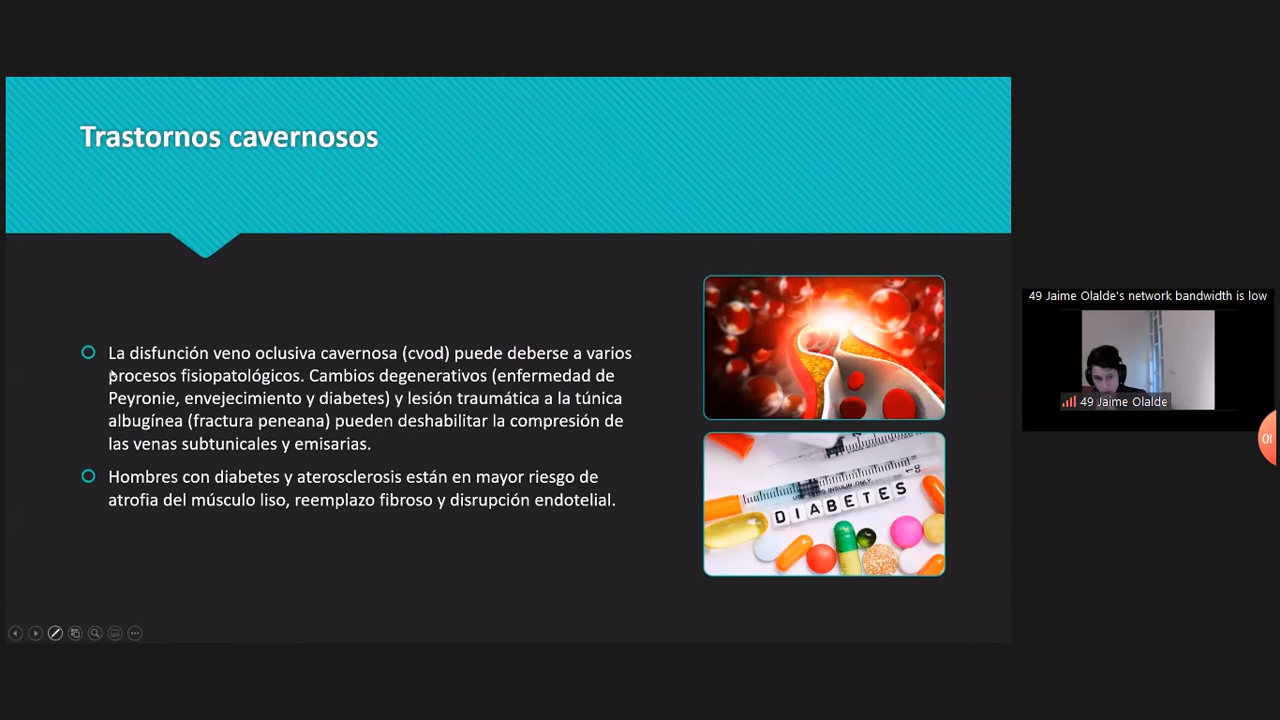 Trastornos cavernosos
La disfunción veno oclusiva cavernosa (cvod) puede deberse a varios
procesos fisiopatológicos. Cambios degenerativos (enfermedad de
Peyronie, envejecimiento y diabetes) y lesión traumática a la túnica
albugínea (fractura peneana) pueden deshabilitar la compresión de
las venas subtunicales y emisarias.
Hombres con diabetes y aterosclerosis están en mayor riesgo de
atrofia del músculo liso, reemplazo fibroso y disrupción endotelial.
DIABETES
49 Jaime Olalde's network bandwidth is low
49 Jaime Olalde